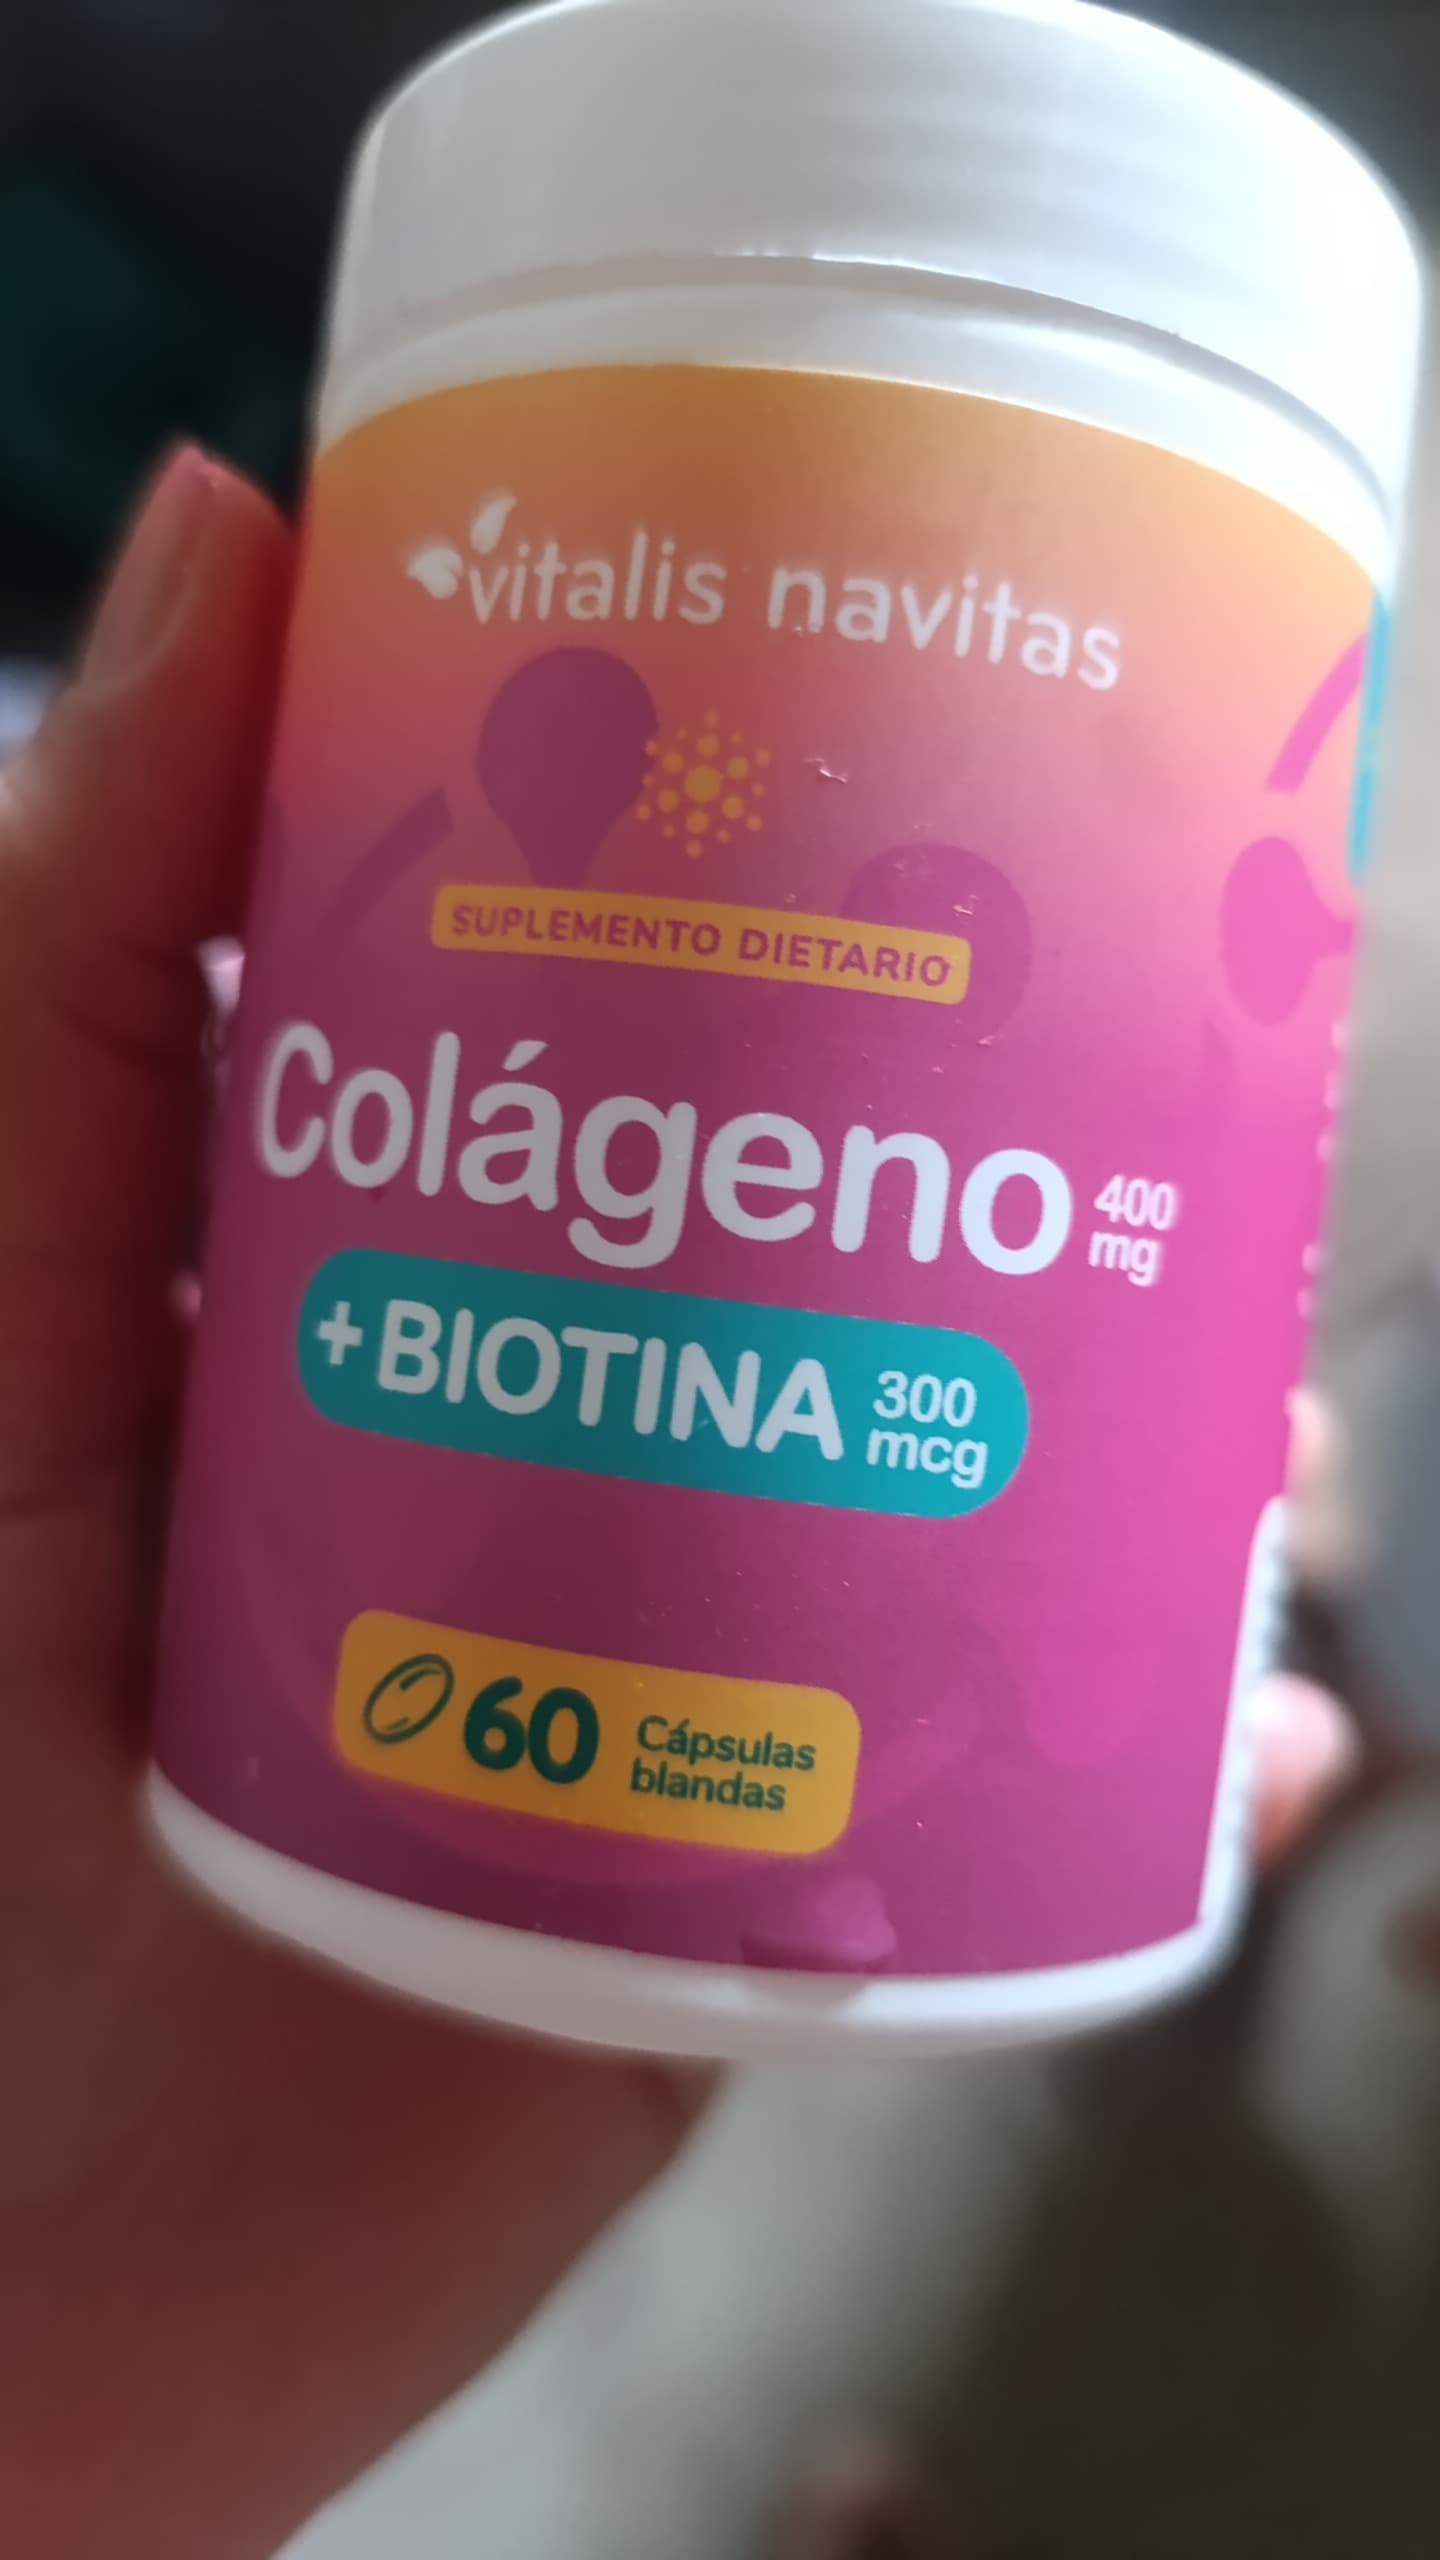 vitalis navitas
SUPLEMENTO DIETARIO
Colágeno 400 mg
+ BIOTINA 300 mcg
60 Cápsulas blandas